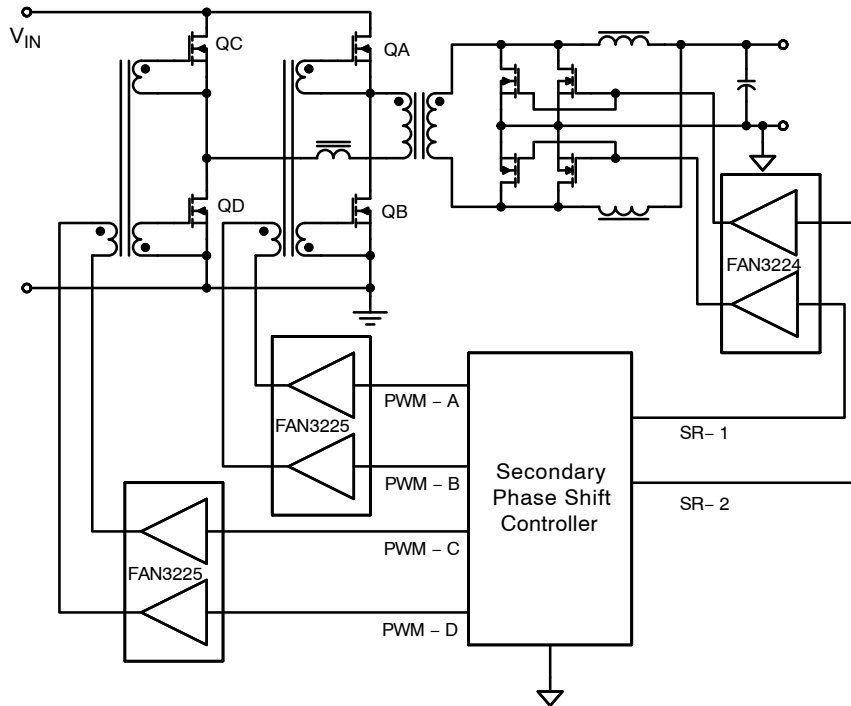 VIN
QC
QA
QD
QB
FAN3224
FAN3225
PWM – A
PWM – B
PWM – C
PWM – D
FAN3225
Secondary
Phase Shift
Controller
SR– 1
SR– 2